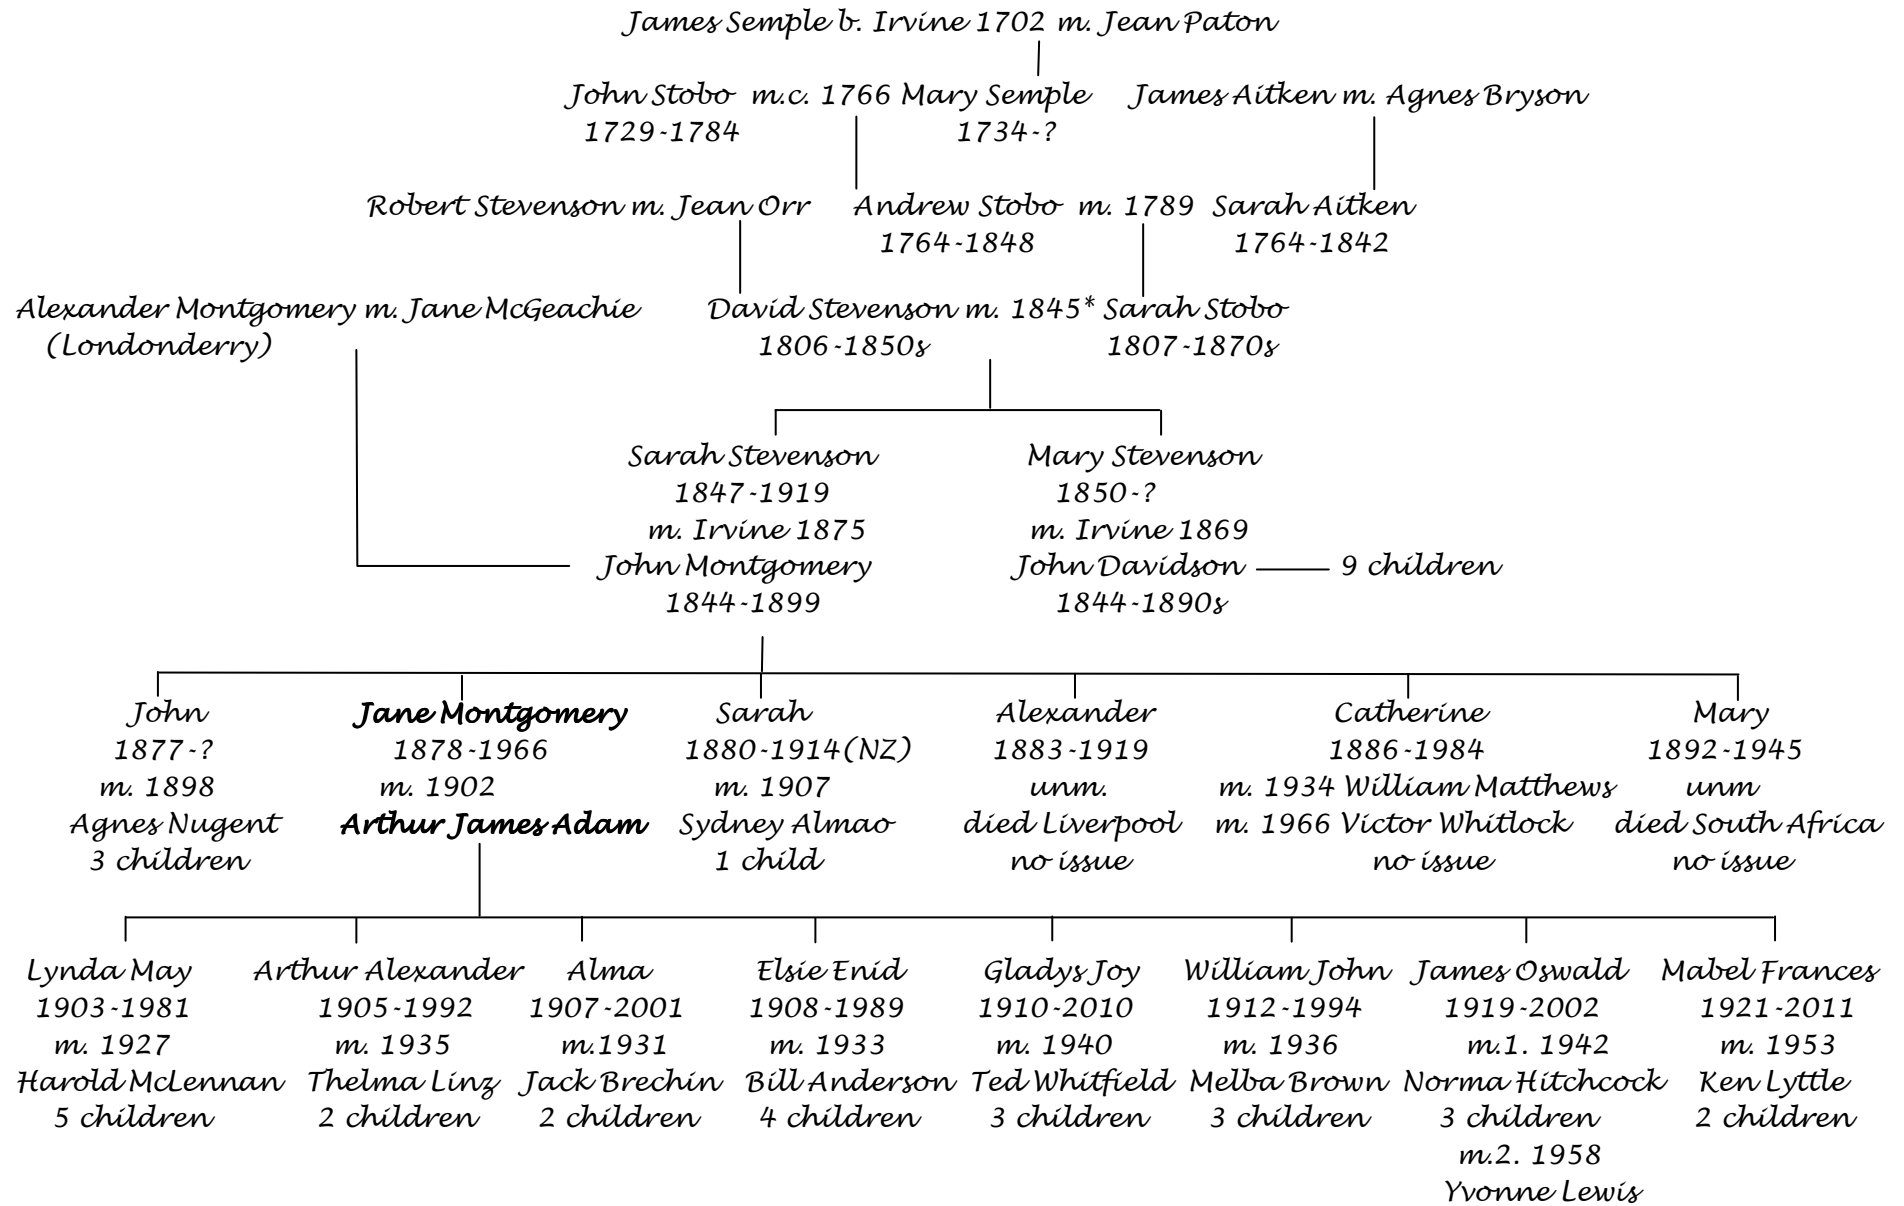 James Semple b. Irvine 1702 m. Jean Paton
John Stobo m.c. 1766 Mary Semple James Aitken m. Agnes Bryson
1729-1784 1734-?
Robert Stevenson m. Jean Orr Andrew Stobo m. 1789 Sarah Aitken
1764-1848 1764-1842
Alexander Montgomery m. Jane McGeachie David Stevenson m. 1845* Sarah Stobo
(Londonderry) 1806-1850s 1807-1870s
Sarah Stevenson Mary Stevenson
1847-1919 1850-?
m. Irvine 1875 m. Irvine 1869
John Montgomery John Davidson 9 children
1844-1899 1844-1890s
John Jane Montgomery Sarah Alexander Catherine Mary
1877-? 1878-1966 1880-1914(NZ) 1883-1919 1886-1984 1892-1945
m. 1898 m. 1902 m. 1907 unm. m. 1934 William Matthews unm
Agnes Nugent Arthur James Adam Sydney Almao died Liverpool m. 1966 Victor Whitlock died South Africa
3 children 1 child no issue no issue no issue
Lynda May Arthur Alexander Alma Elsie Enid Gladys Joy William John James Oswald Mabel Frances
1903-1981 1905-1992 1907-2001 1908-1989 1910-2010 1912-1994 1919-2002 1921-2011
m. 1927 m. 1935 m.1931 m. 1933 m. 1940 m. 1936 m.1. 1942 m. 1953
Harold McLennan Thelma Linz Jack Brechin Bill Anderson Ted Whitfield Melba Brown Norma Hitchcock Ken Lyttle
5 children 2 children 2 children 4 children 3 children 3 children 3 children 2 children
m.2. 1958
Yvonne Lewis